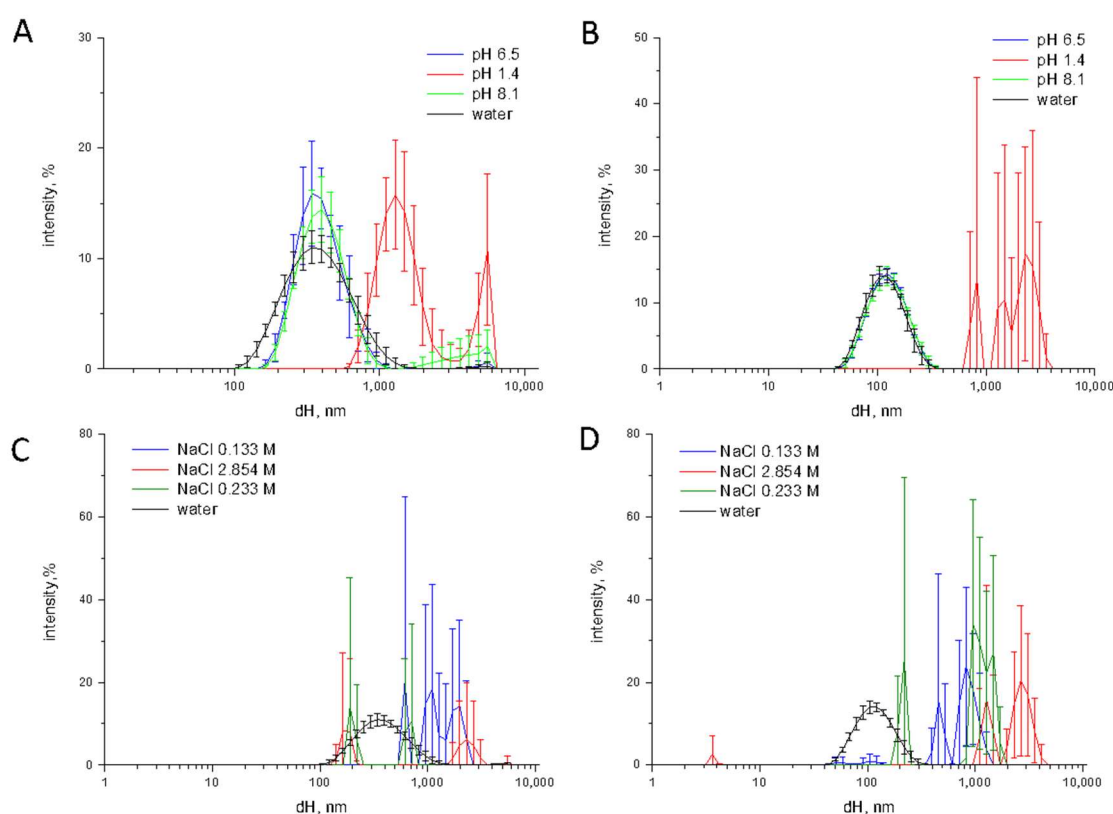 A
30
20
10
0
intensity, %
pH 6.5
pH 1.4
pH 8.1
water
100
1,000
10,000
dH, nm
B
50
40
30
20
10
0
intensity, %
pH 6.5
pH 1.4
pH 8.1
water
1
10
100
1,000
10,000
dH, nm
C
80
60
40
20
0
intensity,%
NaCl 0.133 M
NaCl 2.854 M
NaCl 0.233 M
water
1
10
100
1,000
10,000
dH, nm
D
80
60
40
20
0
intensity, %
NaCl 0.133 M
NaCl 2.854 M
NaCl 0.233 M
water
1
10
100
1,000
10,000
dH, nm